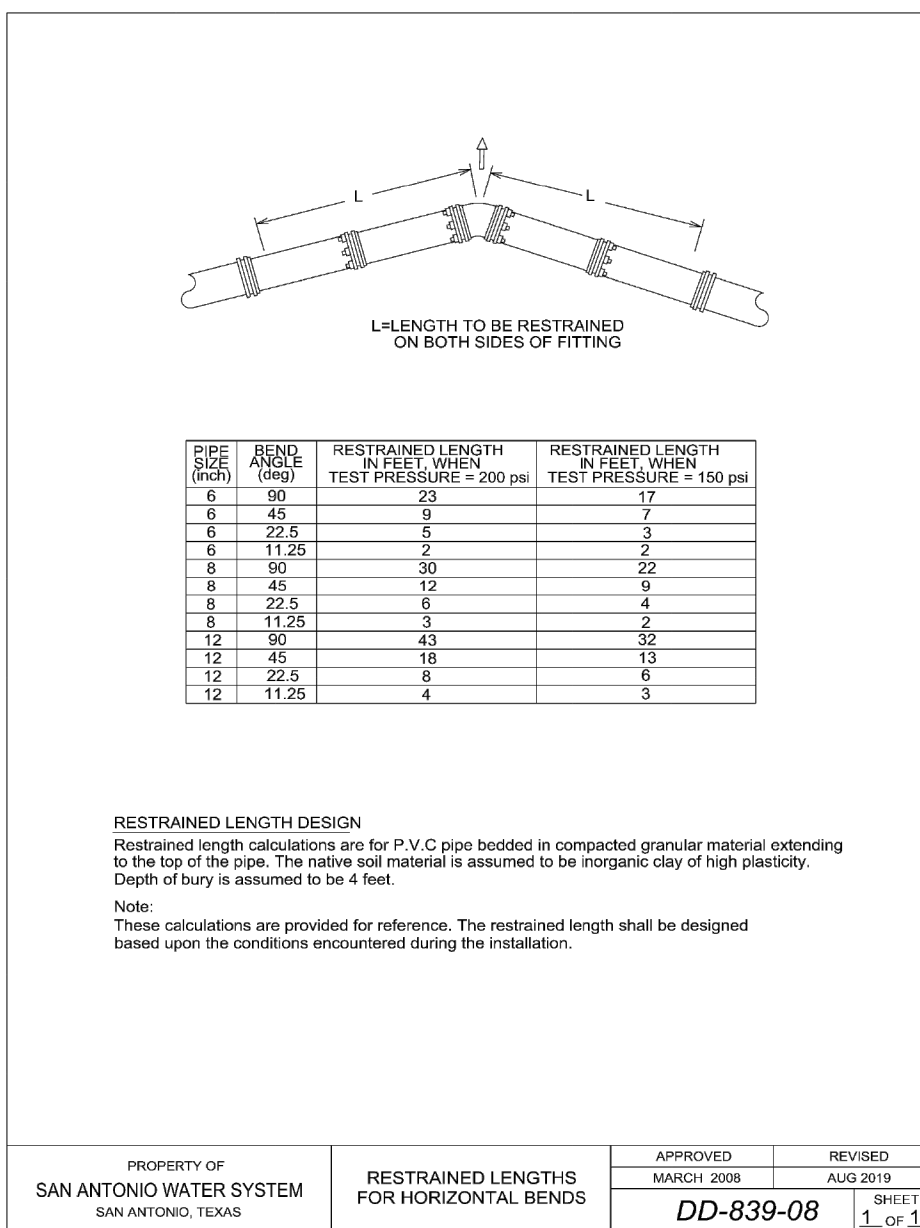 L
L
L=LENGTH TO BE RESTRAINED
ON BOTH SIDES OF FITTING
PIPE SIZE (inch) BEND ANGLE (deg) RESTRAINED LENGTH IN FEET, WHEN TEST PRESSURE = 200 psi RESTRAINED LENGTH IN FEET, WHEN TEST PRESSURE = 150 psi
6 90 23 17
6 45 9 7
6 22.5 5 3
6 11.25 2 2
8 90 30 22
8 45 12 9
8 22.5 6 4
8 11.25 3 2
12 90 43 32
12 45 18 13
12 22.5 8 6
12 11.25 4 3
RESTRAINED LENGTH DESIGN
Restrained length calculations are for P.V.C pipe bedded in compacted granular material extending
to the top of the pipe. The native soil material is assumed to be inorganic clay of high plasticity.
Depth of bury is assumed to be 4 feet.
Note:
These calculations are provided for reference. The restrained length shall be designed
based upon the conditions encountered during the installation.
PROPERTY OF
SAN ANTONIO WATER SYSTEM
SAN ANTONIO, TEXAS
RESTRAINED LENGTHS
FOR HORIZONTAL BENDS
APPROVED REVISED
MARCH 2008 AUG 2019
DD-839-08
SHEET
1 OF 1